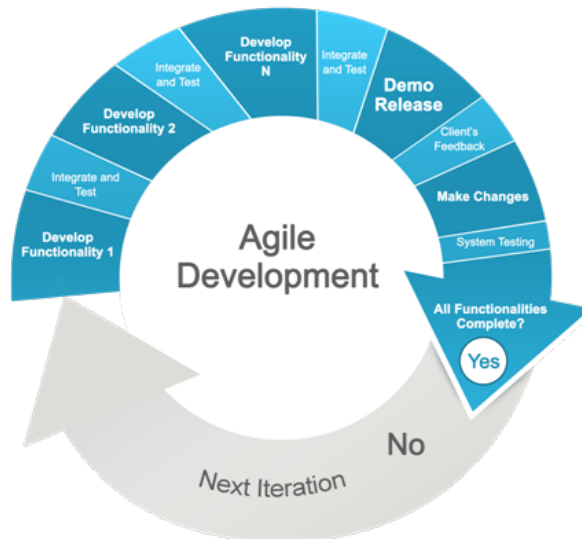 Develop
Functionality 1
Integrate and
Test
Develop
Functionality 2
Integrate
and Test
Develop
Functionality
N
Integrate
and Test
Demo
Release
Client's
Feedback
Make Changes
System Testing
All Functionalities
Complete?
Yes
No
Next Iteration
Agile
Development